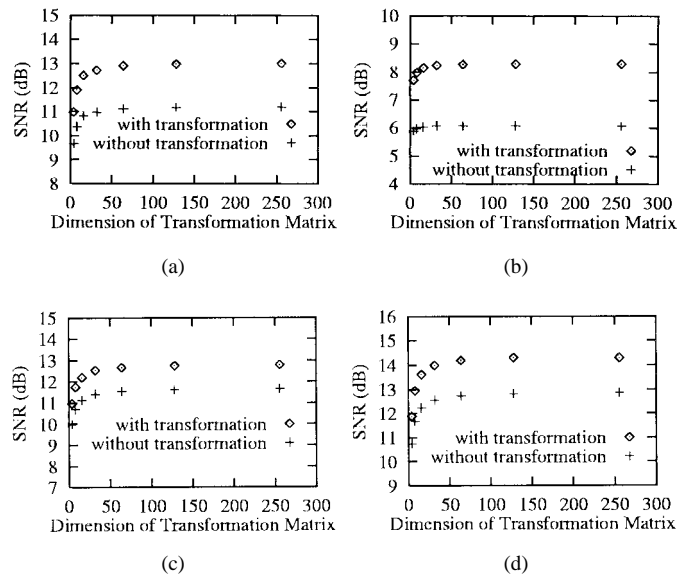 15
14
13
12
11
10
9
8
SNR (dB)
with transformation
without transformation
0 50 100 150 200 250 300
Dimension of Transformation Matrix
(a)
10
9
8
7
6
5
4
SNR (dB)
with transformation
without transformation
0 50 100 150 200 250 300
Dimension of Transformation Matrix
(b)
15
14
13
12
11
10
9
8
7
SNR (dB)
with transformation
without transformation
0 50 100 150 200 250 300
Dimension of Transformation Matrix
(c)
16
15
14
13
12
11
10
9
SNR (dB)
with transformation
without transformation
0 50 100 150 200 250 300
Dimension of Transformation Matrix
(d)